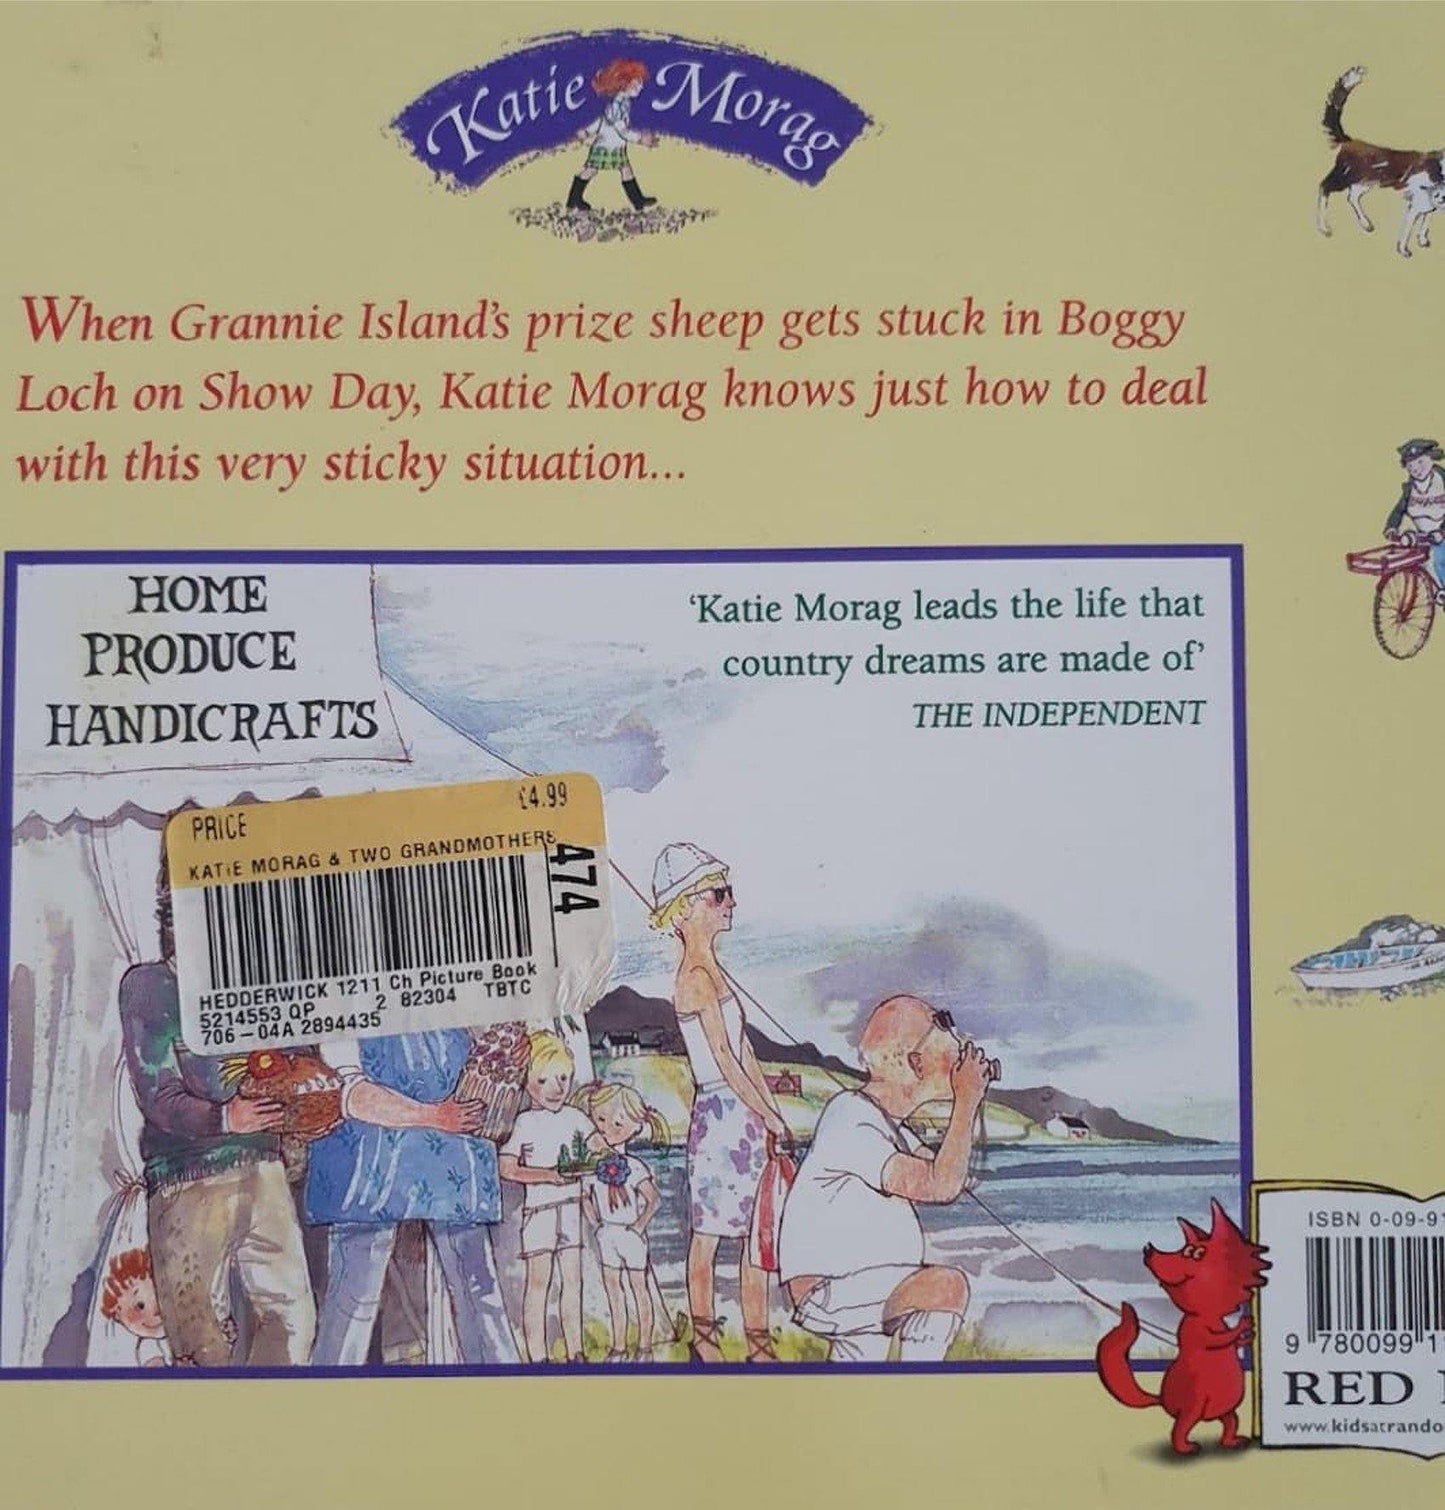 Katie Morag
When Grannie Island's prize sheep gets stuck in Boggy
Loch on Show Day, Katie Morag knows just how to deal
with this very sticky situation...
HOME
PRODUCE
HANDICRAFTS
'Katie Morag leads the life that
country dreams are made of'
THE INDEPENDENT
PRICE £4.99
KATIE MORAG & TWO GRANDMOTHERS
474
HEDDERWICK 1211 Ch Picture Book
5214553 QP 2 82304 TBTC
706-04A 2894435
ISBN 0-09-91
9 780099 1
RED
www.kidsatrando